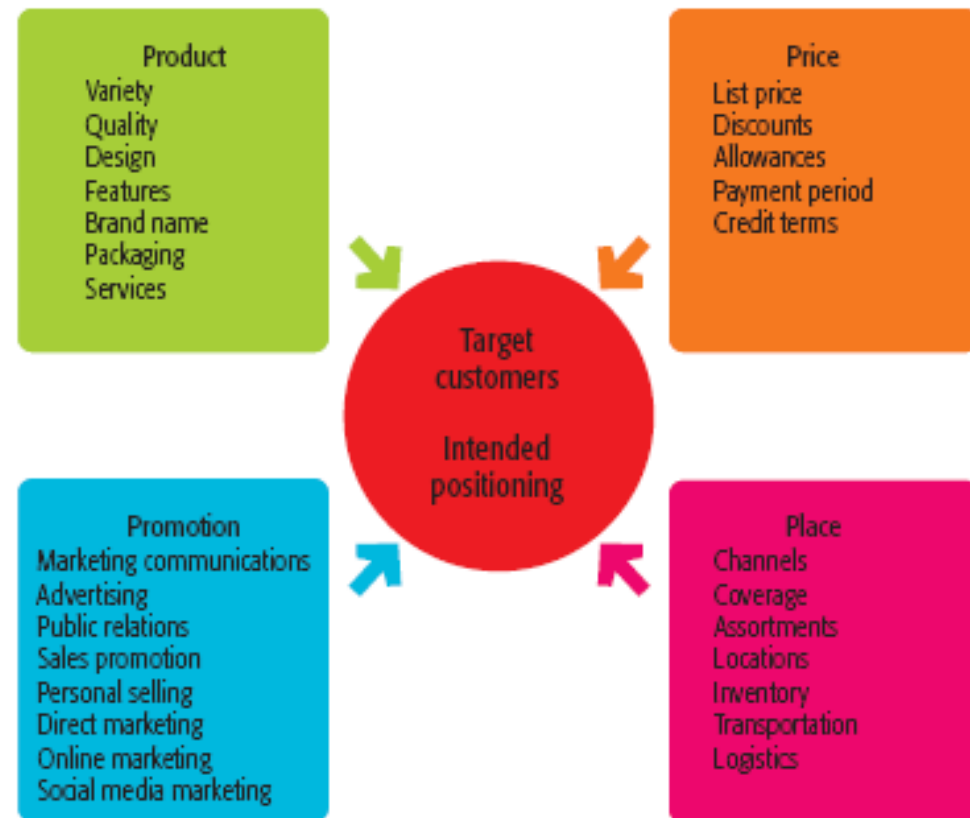 Product
Variety
Quality
Design
Features
Brand name
Packaging
Services
Price
List price
Discounts
Allowances
Payment period
Credit terms
Target
customers
Intended
positioning
Promotion
Marketing communications
Advertising
Public relations
Sales promotion
Personal selling
Direct marketing
Online marketing
Social media marketing
Place
Channels
Coverage
Assortments
Locations
Inventory
Transportation
Logistics